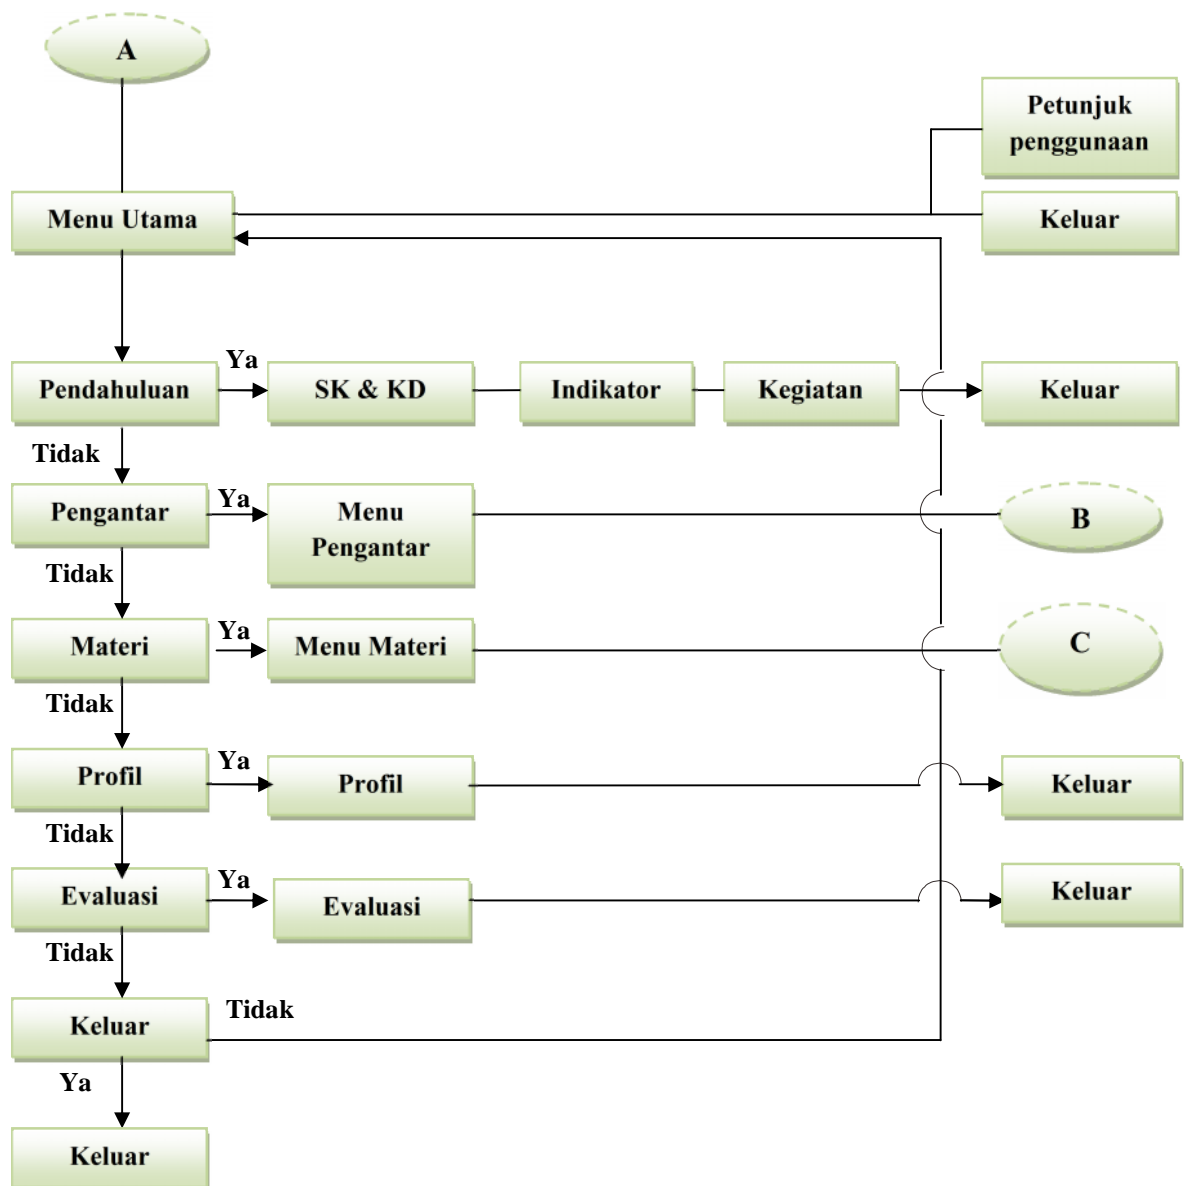 A
Petunjuk
penggunaan
Menu Utama
Keluar
Ya
Pendahuluan
SK & KD
Indikator
Kegiatan
Keluar
Tidak
Ya
Pengantar
Menu
Pengantar
B
Tidak
Ya
Materi
Menu Materi
C
Tidak
Ya
Profil
Profil
Keluar
Tidak
Ya
Evaluasi
Evaluasi
Keluar
Tidak
Tidak
Keluar
Ya
Keluar